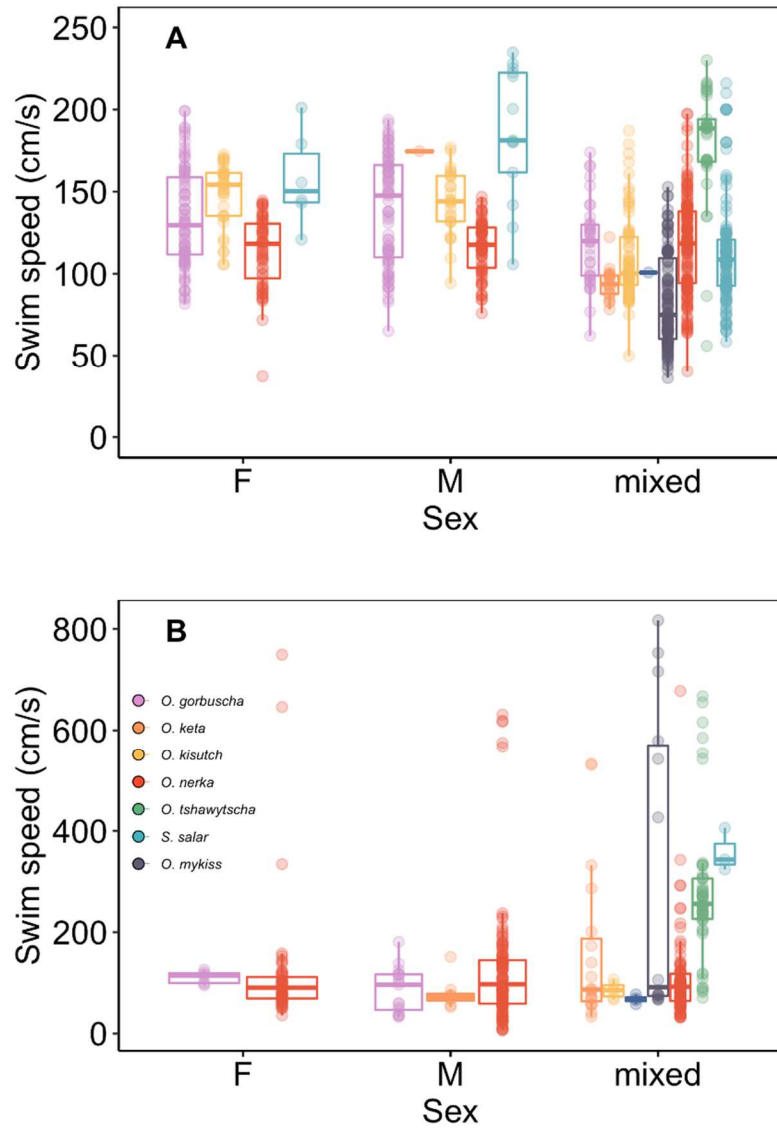 A
250
200
150
100
50
0
Swim speed (cm/s)
F M mixed
Sex
B
800
600
400
200
0
Swim speed (cm/s)
O. gorbuscha
O. keta
O. kisutch
O. nerka
O. tshawytscha
S. salar
O. mykiss
F M mixed
Sex